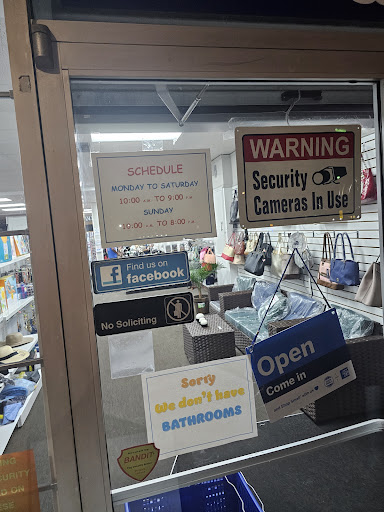 SCHEDULE
MONDAY TO SATURDAY
10:00 A.M. TO 9:00 P.M.
SUNDAY
10:00 A.M. TO 8:00 P.M.
WARNING
Security
Cameras In Use
f Find us on
facebook
No Soliciting
Open
Come in
Sorry
We don't have
BATHROOMS
BANDIT